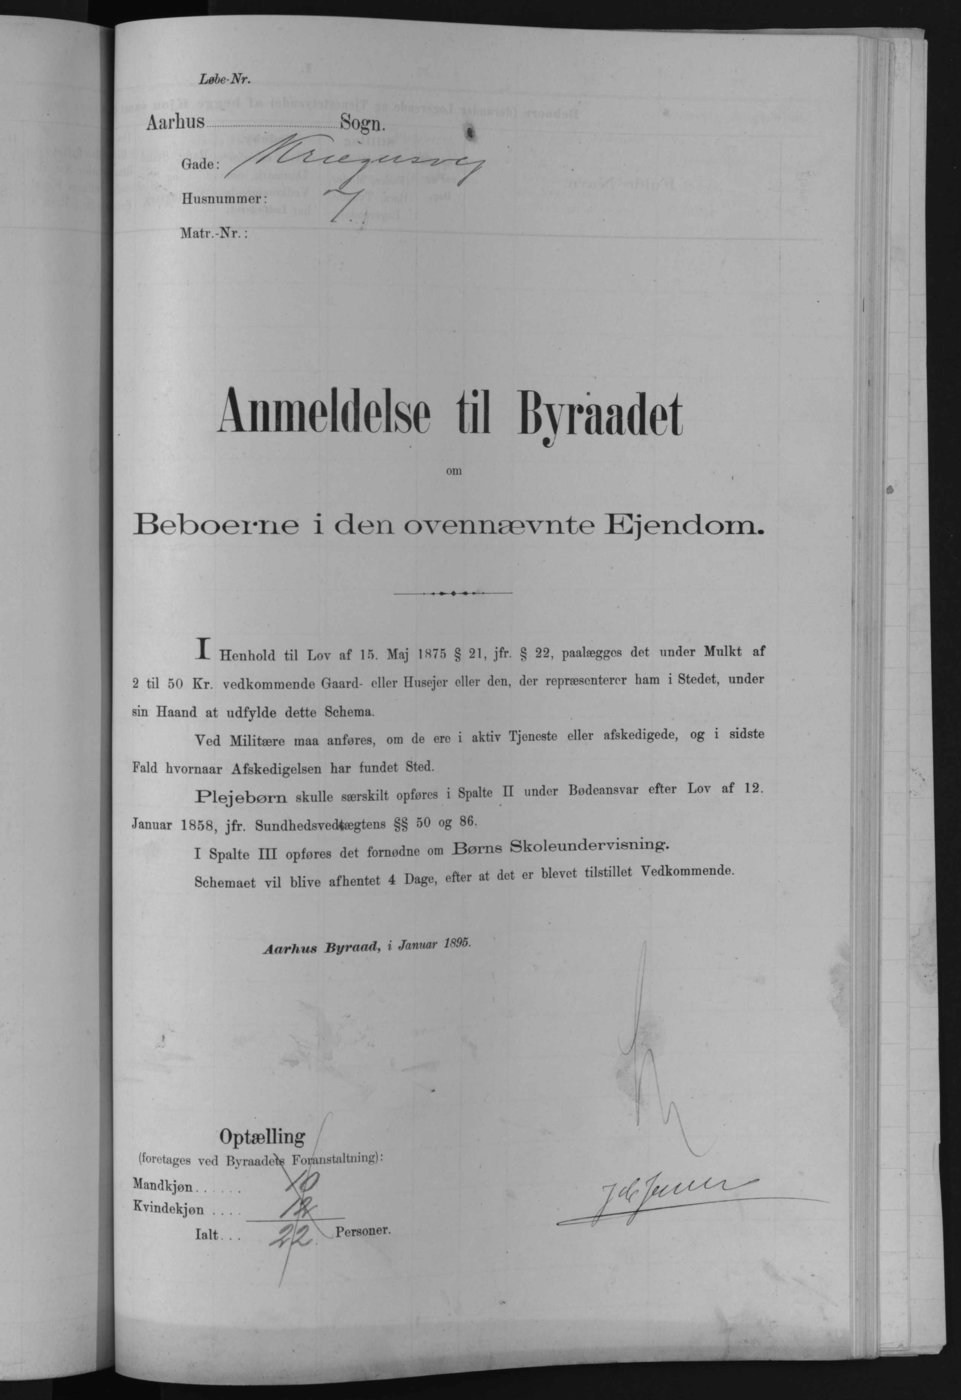 Løbe-Nr.
Aarhus Sogn.
Gade: Kriegersvej
Husnummer: 7.
Matr.-Nr.:
Anmeldelse til Byraadet
om
Beboerne i den ovennævnte Ejendom.
I Henhold til Lov af 15. Maj 1875 § 21, jfr. § 22, paalægges det under Mulkt af
2 til 50 Kr. vedkommende Gaard- eller Husejer eller den, der repræsenterer ham i Stedet, under
sin Haand at udfylde dette Schema.
Ved Militære maa anføres, om de ere i aktiv Tjeneste eller afskedigede, og i sidste
Fald hvornaar Afskedigelsen har fundet Sted.
Plejebørn skulle særskilt opføres i Spalte II under Bødeansvar efter Lov af 12.
Januar 1858, jfr. Sundhedsvedtægtens §§ 50 og 86.
I Spalte III opføres det fornødne om Børns Skoleundervisning.
Schemaet vil blive afhentet 4 Dage, efter at det er blevet tilstillet Vedkommende.
Aarhus Byraad, i Januar 1895.
Optælling
(foretages ved Byraadets Foranstaltning):
Mandkjøn...... 10
Kvindekjøn .... 12
Ialt... 22. Personer.